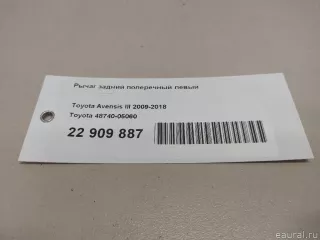 Рычаг задний поперечный левый
Toyota Avensis III 2009-2018
Toyota 48740-05060
22 909 887
eaural.ru